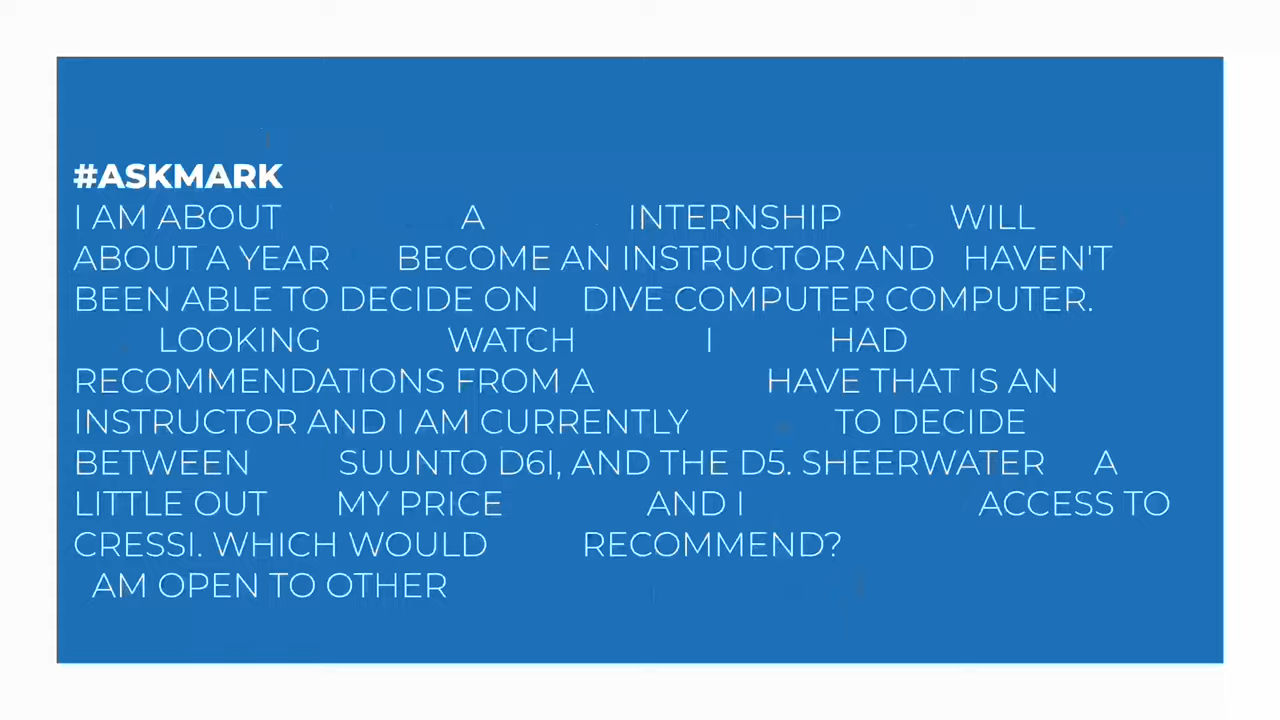 #ASKMARK
I AM ABOUT A INTERNSHIP WILL
ABOUT A YEAR BECOME AN INSTRUCTOR AND HAVEN'T
BEEN ABLE TO DECIDE ON DIVE COMPUTER COMPUTER.
LOOKING WATCH I HAD
RECOMMENDATIONS FROM A HAVE THAT IS AN
INSTRUCTOR AND I AM CURRENTLY TO DECIDE
BETWEEN SUUNTO D6I, AND THE D5. SHEERWATER A
LITTLE OUT MY PRICE AND I ACCESS TO
CRESSI. WHICH WOULD RECOMMEND?
AM OPEN TO OTHER